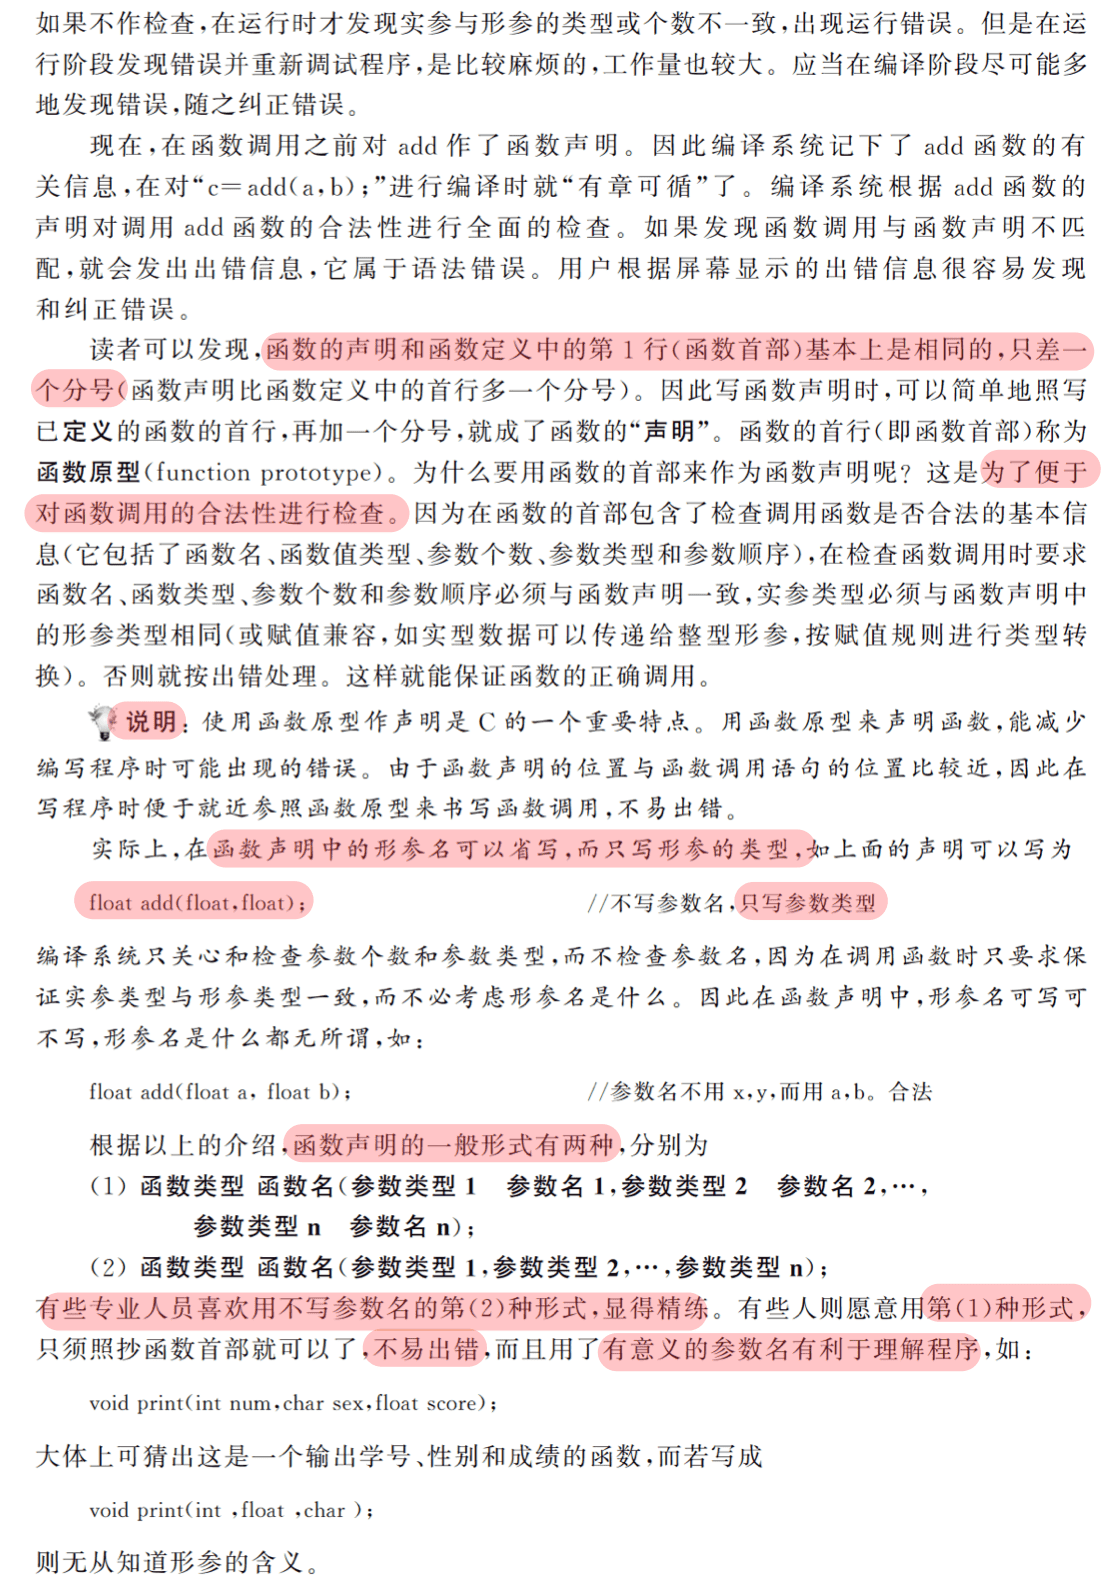 如果不作检查,在运行时才发现实参与形参的类型或个数不一致,出现运行错误。但是在运
行阶段发现错误并重新调试程序,是比较麻烦的,工作量也较大。应当在编译阶段尽可能多
地发现错误,随之纠正错误。
现在,在函数调用之前对 add 作了函数声明。因此编译系统记下了 add 函数的有
关信息,在对“c=add(a,b);”进行编译时就“有章可循”了。编译系统根据 add 函数的
声明对调用 add 函数的合法性进行全面的检查。如果发现函数调用与函数声明不匹
配,就会发出出错信息,它属于语法错误。用户根据屏幕显示的出错信息很容易发现
和纠正错误。
读者可以发现,函数的声明和函数定义中的第 1 行(函数首部)基本上是相同的,只差一
个分号(函数声明比函数定义中的首行多一个分号)。因此写函数声明时,可以简单地照写
已定义的函数的首行,再加一个分号,就成了函数的“声明”。函数的首行(即函数首部)称为
函数原型(function prototype)。为什么要用函数的首部来作为函数声明呢?这是为了便于
对函数调用的合法性进行检查。因为在函数的首部包含了检查调用函数是否合法的基本信
息(它包括了函数名、函数值类型、参数个数、参数类型和参数顺序),在检查函数调用时要求
函数名、函数类型、参数个数和参数顺序必须与函数声明一致,实参类型必须与函数声明中
的形参类型相同(或赋值兼容,如实型数据可以传递给整型形参,按赋值规则进行类型转
换)。否则就按出错处理。这样就能保证函数的正确调用。
说明:使用函数原型作声明是 C 的一个重要特点。用函数原型来声明函数,能减少
编写程序时可能出现的错误。由于函数声明的位置与函数调用语句的位置比较近,因此在
写程序时便于就近参照函数原型来书写函数调用,不易出错。
实际上,在函数声明中的形参名可以省写,而只写形参的类型,如上面的声明可以写为
float add(float,float); //不写参数名,只写参数类型
编译系统只关心和检查参数个数和参数类型,而不检查参数名,因为在调用函数时只要求保
证实参类型与形参类型一致,而不必考虑形参名是什么。因此在函数声明中,形参名可写可
不写,形参名是什么都无所谓,如:
float add(float a, float b); //参数名不用 x,y,而用 a,b。合法
根据以上的介绍,函数声明的一般形式有两种,分别为
(1) 函数类型 函数名(参数类型 1 参数名 1,参数类型 2 参数名 2,…,
参数类型 n 参数名 n);
(2) 函数类型 函数名(参数类型 1,参数类型 2,…,参数类型 n);
有些专业人员喜欢用不写参数名的第(2)种形式,显得精练。有些人则愿意用第(1)种形式,
只须照抄函数首部就可以了,不易出错,而且用了有意义的参数名有利于理解程序,如:
void print(int num,char sex,float score);
大体上可猜出这是一个输出学号、性别和成绩的函数,而若写成
void print(int ,float ,char );
则无从知道形参的含义。